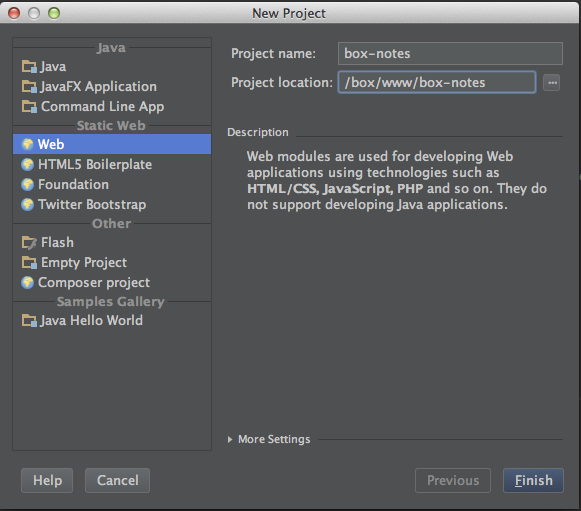 New Project
Java
Java
JavaFX Application
Command Line App
Static Web
Web
HTML5 Boilerplate
Foundation
Twitter Bootstrap
Other
Flash
Empty Project
Composer project
Samples Gallery
Java Hello World
Project name: box-notes
Project location: /box/www/box-notes ...
Description
Web modules are used for developing Web
applications using technologies such as
HTML/CSS, JavaScript, PHP and so on. They do
not support developing Java applications.
More Settings
Help Cancel Previous Finish